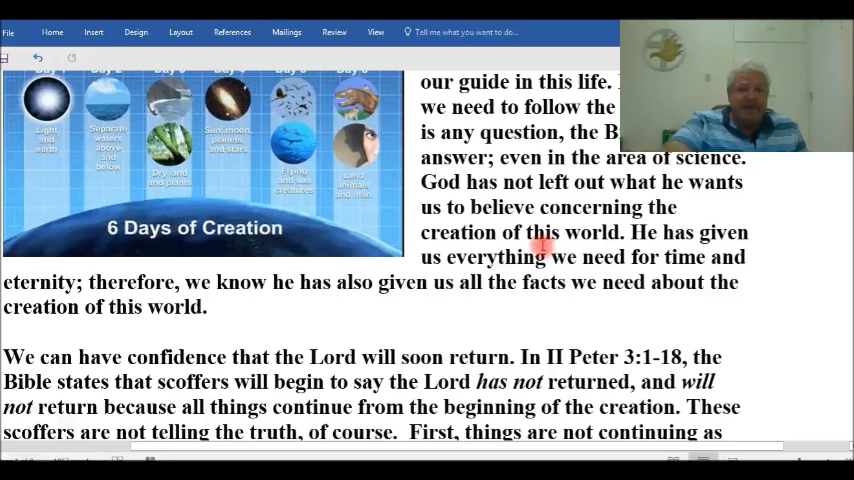 File Home Insert Design Layout References Mailings Review View Tell me what you want to do...
Day 2 Day 5
Light and earth
Separate waters above and below
Dry land and plants
Sun, moon, planets, and stars
Flying and sea creatures
Land animals and man
6 Days of Creation
our guide in this life.
we need to follow the
is any question, the
answer; even in the area of science.
God has not left out what he wants
us to believe concerning the
creation of this world. He has given
us everything we need for time and
eternity; therefore, we know he has also given us all the facts we need about the
creation of this world.
We can have confidence that the Lord will soon return. In II Peter 3:1-18, the
Bible states that scoffers will begin to say the Lord has not returned, and will
not return because all things continue from the beginning of the creation. These
scoffers are not telling the truth, of course. First, things are not continuing as